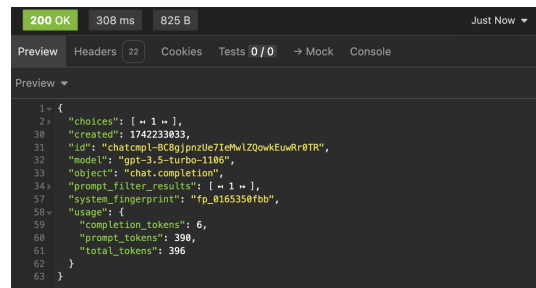 200 OK 308 ms 825 B Just Now
Preview Headers 22 Cookies Tests 0 / 0 → Mock Console
Preview
1 {
2 "choices": [ ↤ 1 ↦ ],
30 "created": 1742233033,
31 "id": "chatcmpl-BC8gjpnzUe7IeMwlZQowkEuwRr0TR",
32 "model": "gpt-3.5-turbo-1106",
33 "object": "chat.completion",
34 "prompt_filter_results": [ ↤ 1 ↦ ],
57 "system_fingerprint": "fp_0165350fbb",
58 "usage": {
59 "completion_tokens": 6,
60 "prompt_tokens": 390,
61 "total_tokens": 396
62 }
63 }